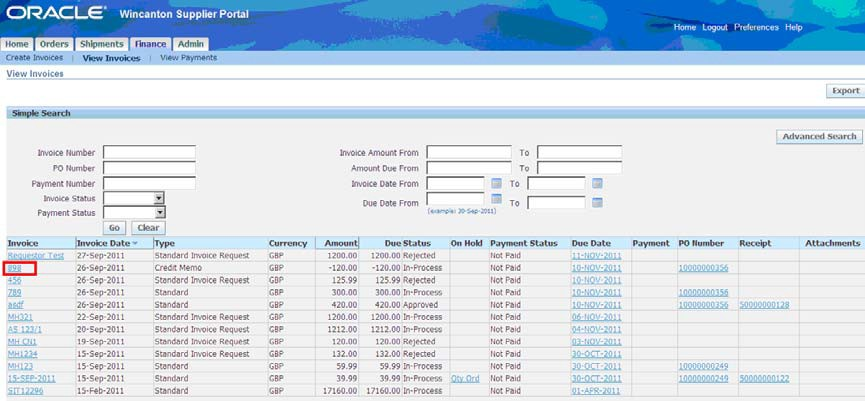 ORACLE Wincanton Supplier Portal
Home Logout Preferences Help
Home Orders Shipments Finance Admin
Create Invoices | View Invoices | View Payments
View Invoices
Export
Simple Search
Advanced Search
Invoice Number Invoice Amount From To
PO Number Amount Due From To
Payment Number Invoice Date From To
Invoice Status Due Date From To
Payment Status (example: 30-Sep-2011)
Go Clear
Invoice Invoice Date Type Currency Amount Due Status On Hold Payment Status Due Date Payment PO Number Receipt Attachments
Requestor Test 27-Sep-2011 Standard Invoice Request GBP 1200.00 1200.00 Rejected Not Paid 11-NOV-2011
898 26-Sep-2011 Credit Memo GBP -120.00 -120.00 In-Process Not Paid 10-NOV-2011 10000000356
456 26-Sep-2011 Standard Invoice Request GBP 125.99 125.99 Rejected Not Paid 10-NOV-2011
789 26-Sep-2011 Standard Invoice Request GBP 300.00 300.00 In-Process Not Paid 10-NOV-2011 10000000356
asdf 26-Sep-2011 Standard GBP 420.00 420.00 Approved Not Paid 10-NOV-2011 10000000356 50000000128
MH321 22-Sep-2011 Standard Invoice Request GBP 1200.00 1200.00 In-Process Not Paid 06-NOV-2011
AS 123/1 20-Sep-2011 Standard Invoice Request GBP 1212.00 1212.00 In-Process Not Paid 04-NOV-2011
MH CN1 19-Sep-2011 Standard Invoice Request GBP 120.00 120.00 Rejected Not Paid 03-NOV-2011
MH1234 15-Sep-2011 Standard Invoice Request GBP 132.00 132.00 Rejected Not Paid 30-OCT-2011
MH123 15-Sep-2011 Standard GBP 59.99 59.99 In-Process Not Paid 30-OCT-2011 10000000249
15-SEP-2011 15-Sep-2011 Standard GBP 39.99 39.99 In-Process Qty Ord Not Paid 30-OCT-2011 10000000249 50000000122
SIT12296 15-Feb-2011 Standard GBP 17160.00 17160.00 In-Process Not Paid 01-APR-2011